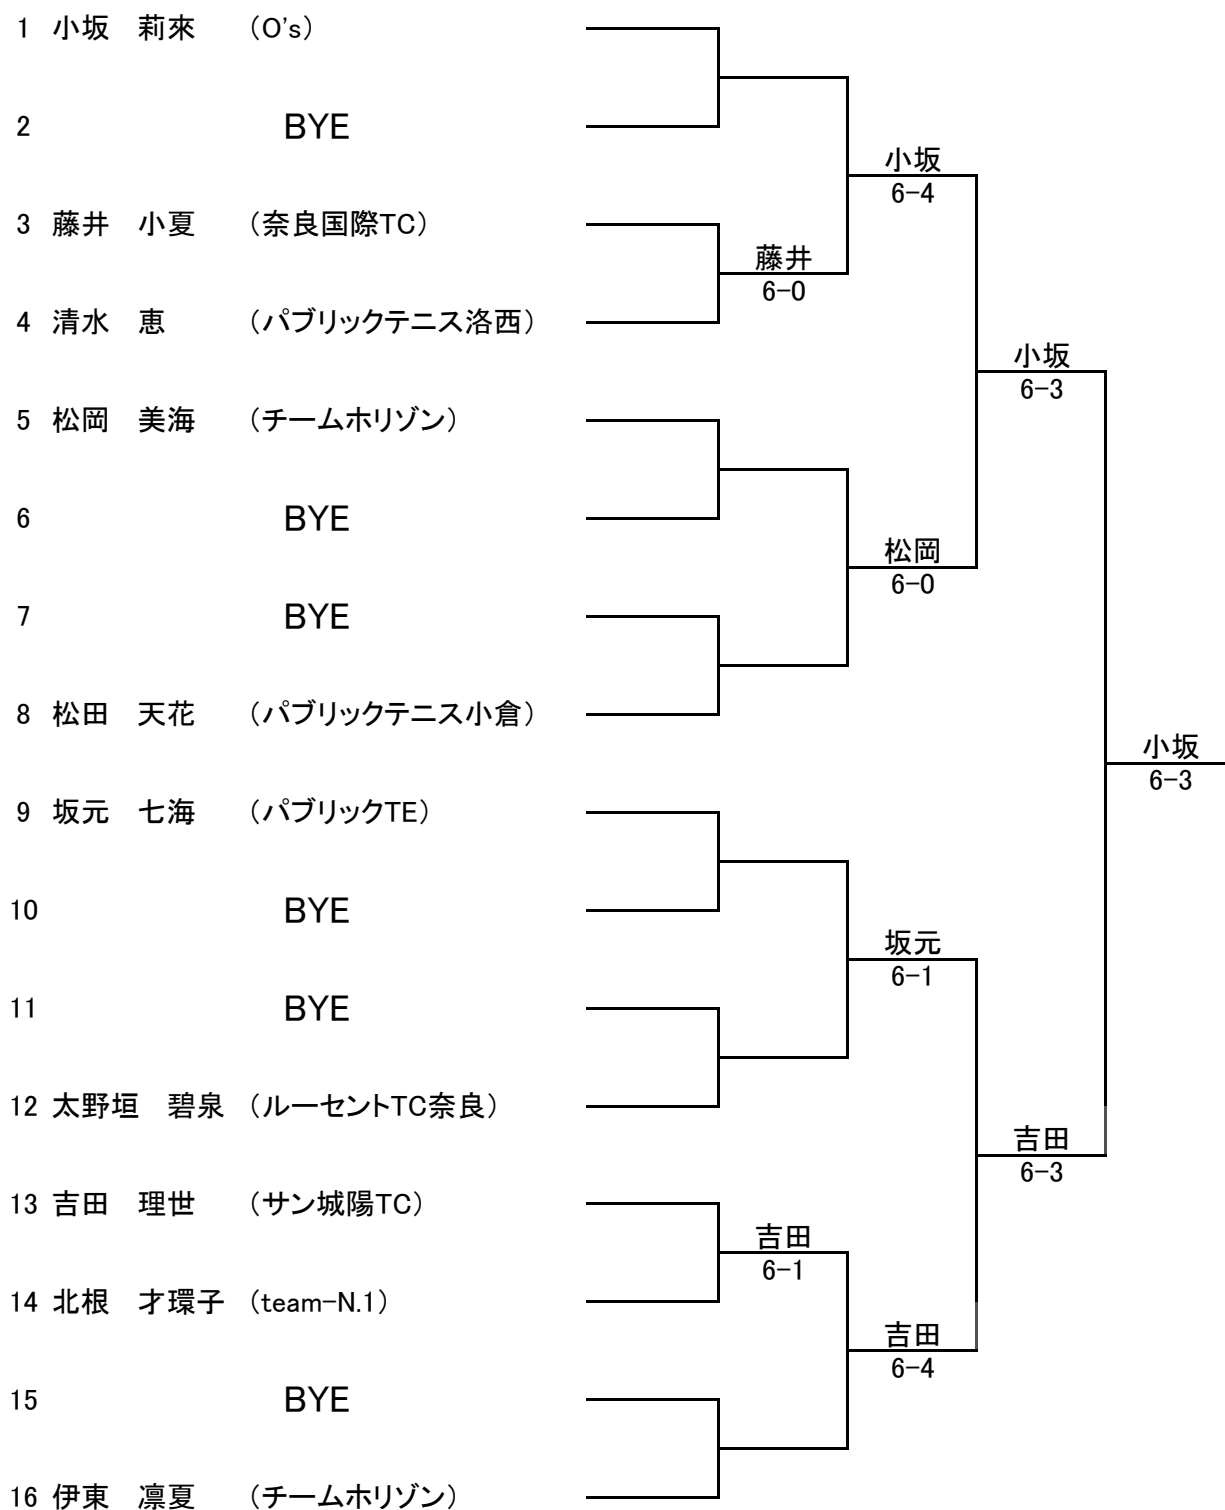 1 小坂　莉來　（O's）
2 BYE
小坂
6-4
3 藤井　小夏　（奈良国際TC）
藤井
6-0
4 清水　恵　（パブリックテニス洛西）
小坂
6-3
5 松岡　美海　（チームホリゾン）
6 BYE
松岡
6-0
7 BYE
8 松田　天花　（パブリックテニス小倉）
小坂
6-3
9 坂元　七海　（パブリックTE）
10 BYE
坂元
6-1
11 BYE
12 太野垣　碧泉　（ルーセントTC奈良）
吉田
6-3
13 吉田　理世　（サン城陽TC）
吉田
6-1
14 北根　才環子　（team-N.1）
吉田
6-4
15 BYE
16 伊東　凛夏　（チームホリゾン）